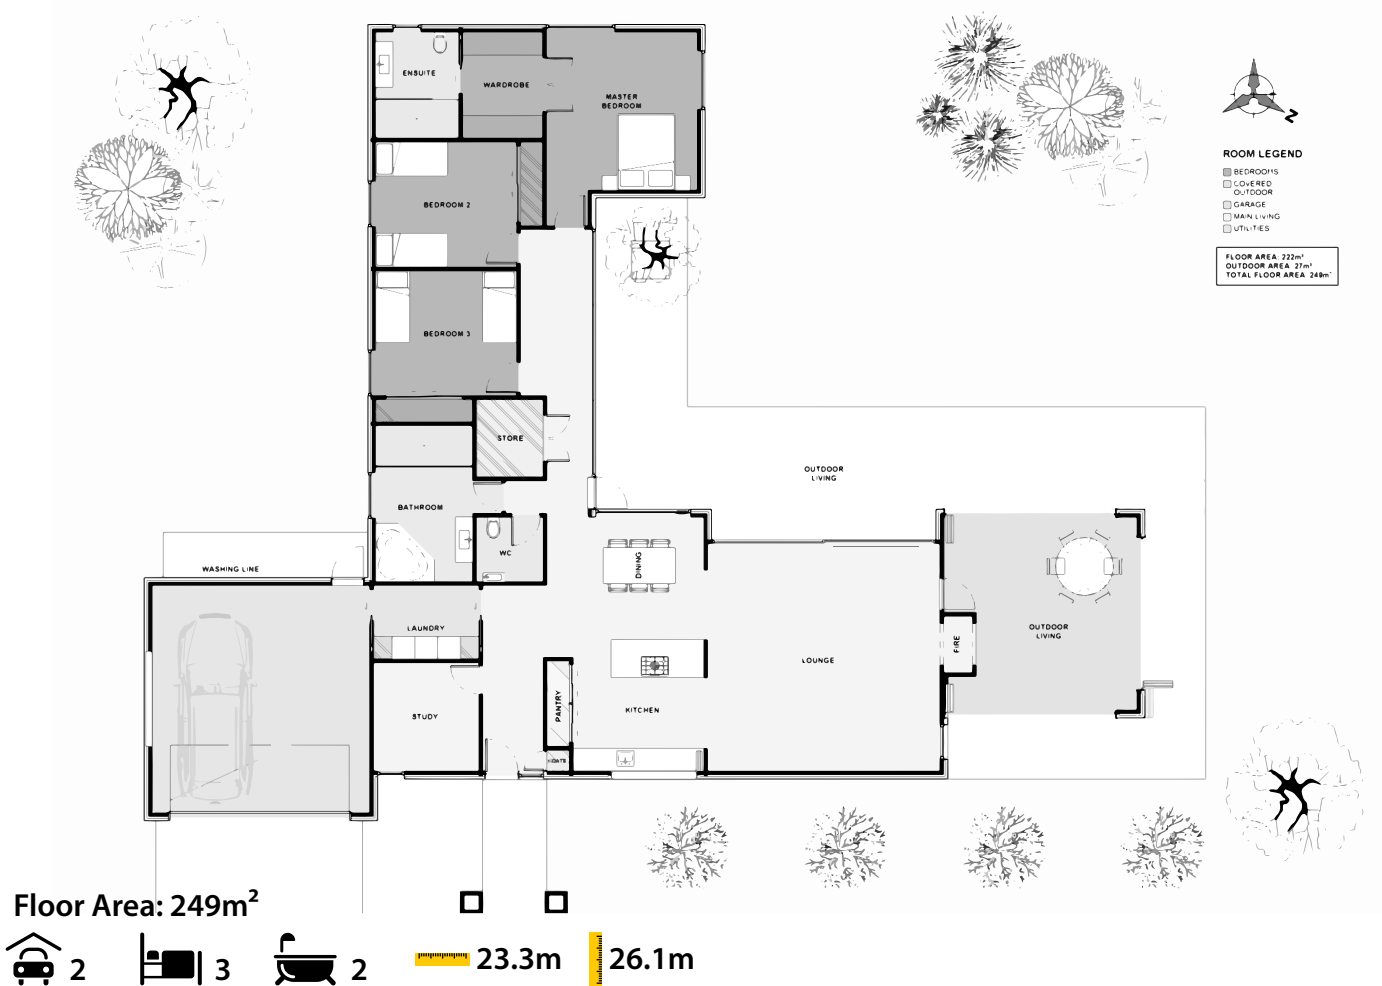 ENSUITE
WARDROBE
MASTER
BEDROOM
Z
ROOM LEGEND
BEDROOMS
COVERED
OUTDOOR
GARAGE
MAIN LIVING
UTILITIES
BEDROOM 2
FLOOR AREA: 222m²
OUTDOOR AREA 27m²
TOTAL FLOOR AREA 249m²
BEDROOM 3
STORE
OUTDOOR
LIVING
BATHROOM
WC
WASHING LINE
DINING
LAUNDRY
OUTDOOR
LIVING
FIRE
LOUNGE
STUDY
PANTRY
KITCHEN
Floor Area: 249m²
2
3
2
23.3m
26.1m